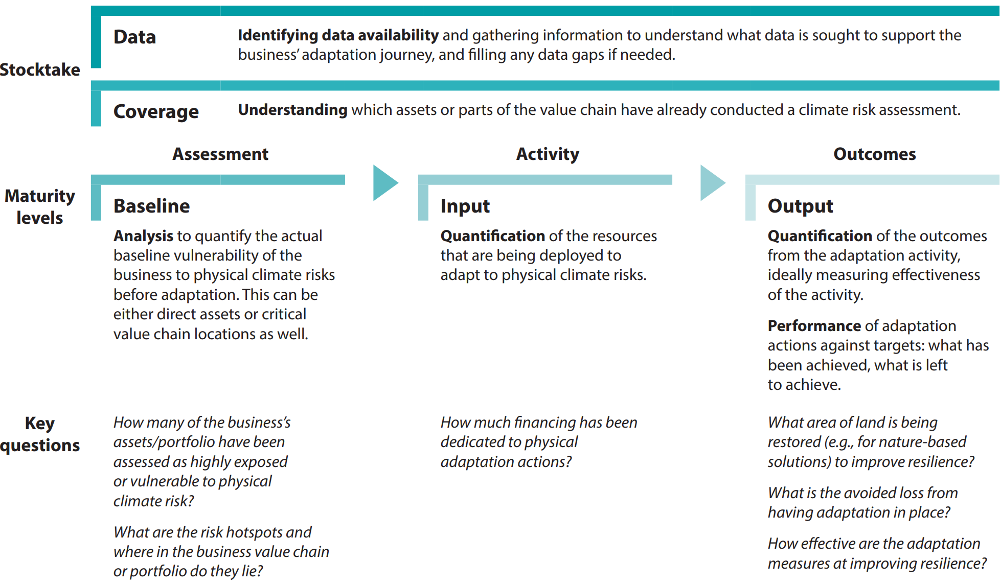 Stocktake
Data
Identifying data availability and gathering information to understand what data is sought to support the
business’ adaptation journey, and filling any data gaps if needed.
Coverage
Understanding which assets or parts of the value chain have already conducted a climate risk assessment.
Maturity
levels
Assessment
Baseline
Analysis to quantify the actual
baseline vulnerability of the
business to physical climate risks
before adaptation. This can be
either direct assets or critical
value chain locations as well.
Activity
Input
Quantification of the resources
that are being deployed to
adapt to physical climate risks.
Outcomes
Output
Quantification of the outcomes
from the adaptation activity,
ideally measuring effectiveness
of the activity.
Performance of adaptation
actions against targets: what has
been achieved, what is left
to achieve.
Key
questions
How many of the business’s
assets/portfolio have been
assessed as highly exposed
or vulnerable to physical
climate risk?
What are the risk hotspots and
where in the business value chain
or portfolio do they lie?
How much financing has been
dedicated to physical
adaptation actions?
What area of land is being
restored (e.g., for nature-based
solutions) to improve resilience?
What is the avoided loss from
having adaptation in place?
How effective are the adaptation
measures at improving resilience?